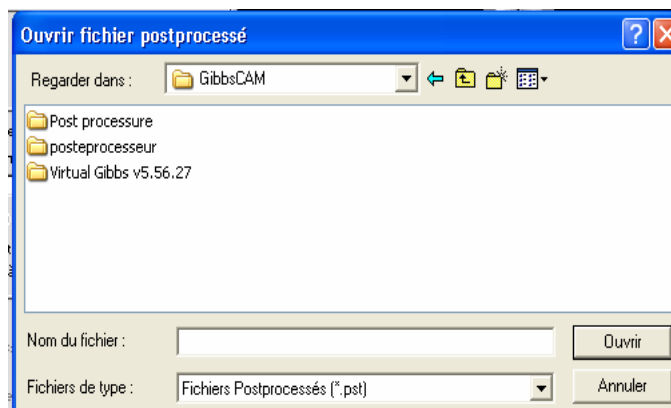 Ouvrir fichier postprocessé
Regarder dans : GibbsCAM
Post processure
posteprocesseur
Virtual Gibbs v5.56.27
Nom du fichier : Ouvrir
Fichiers de type : Fichiers Postprocessés (*.pst) Annuler